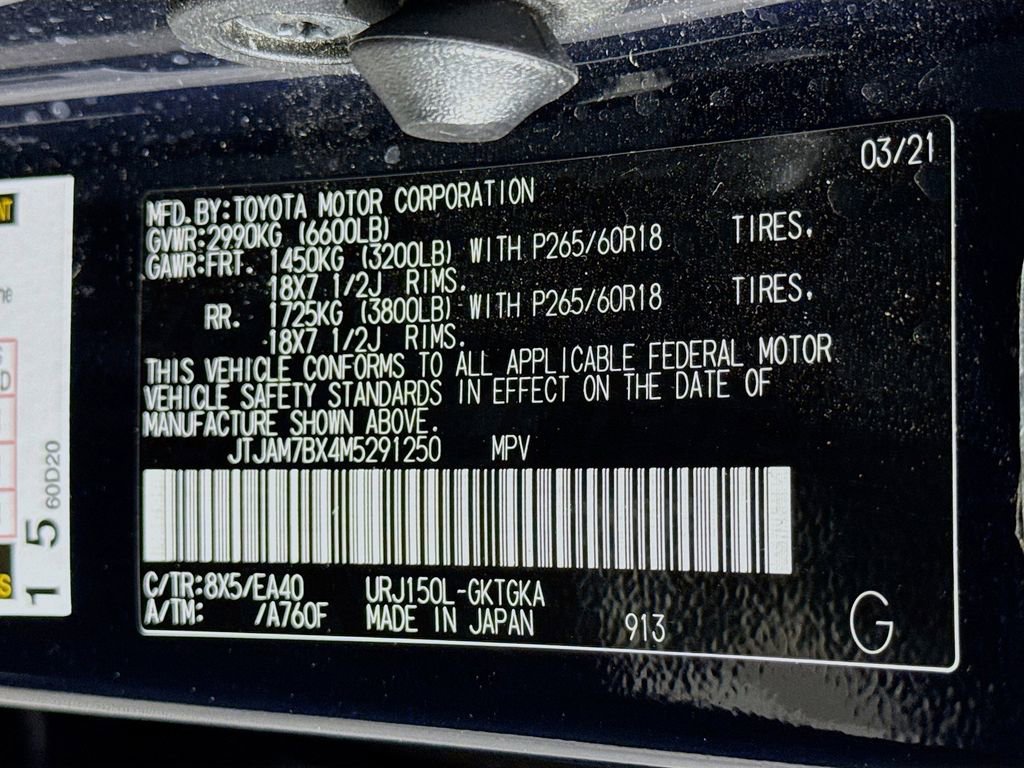 03/21
MFD.BY:TOYOTA MOTOR CORPORATION
GVWR:2990KG (6600LB)
GAWR:FRT. 1450KG (3200LB) WITH P265/60R18 TIRES.
18X7 1/2J RIMS.
RR. 1725KG (3800LB) WITH P265/60R18 TIRES.
18X7 1/2J RIMS.
THIS VEHICLE CONFORMS TO ALL APPLICABLE FEDERAL MOTOR
VEHICLE SAFETY STANDARDS IN EFFECT ON THE DATE OF
MANUFACTURE SHOWN ABOVE.
JTJAM7BX4M5291250 MPV
C/TR:8X5/EA40 URJ150L-GKTGKA
A/TM: /A760F MADE IN JAPAN 913 G
15 60D20